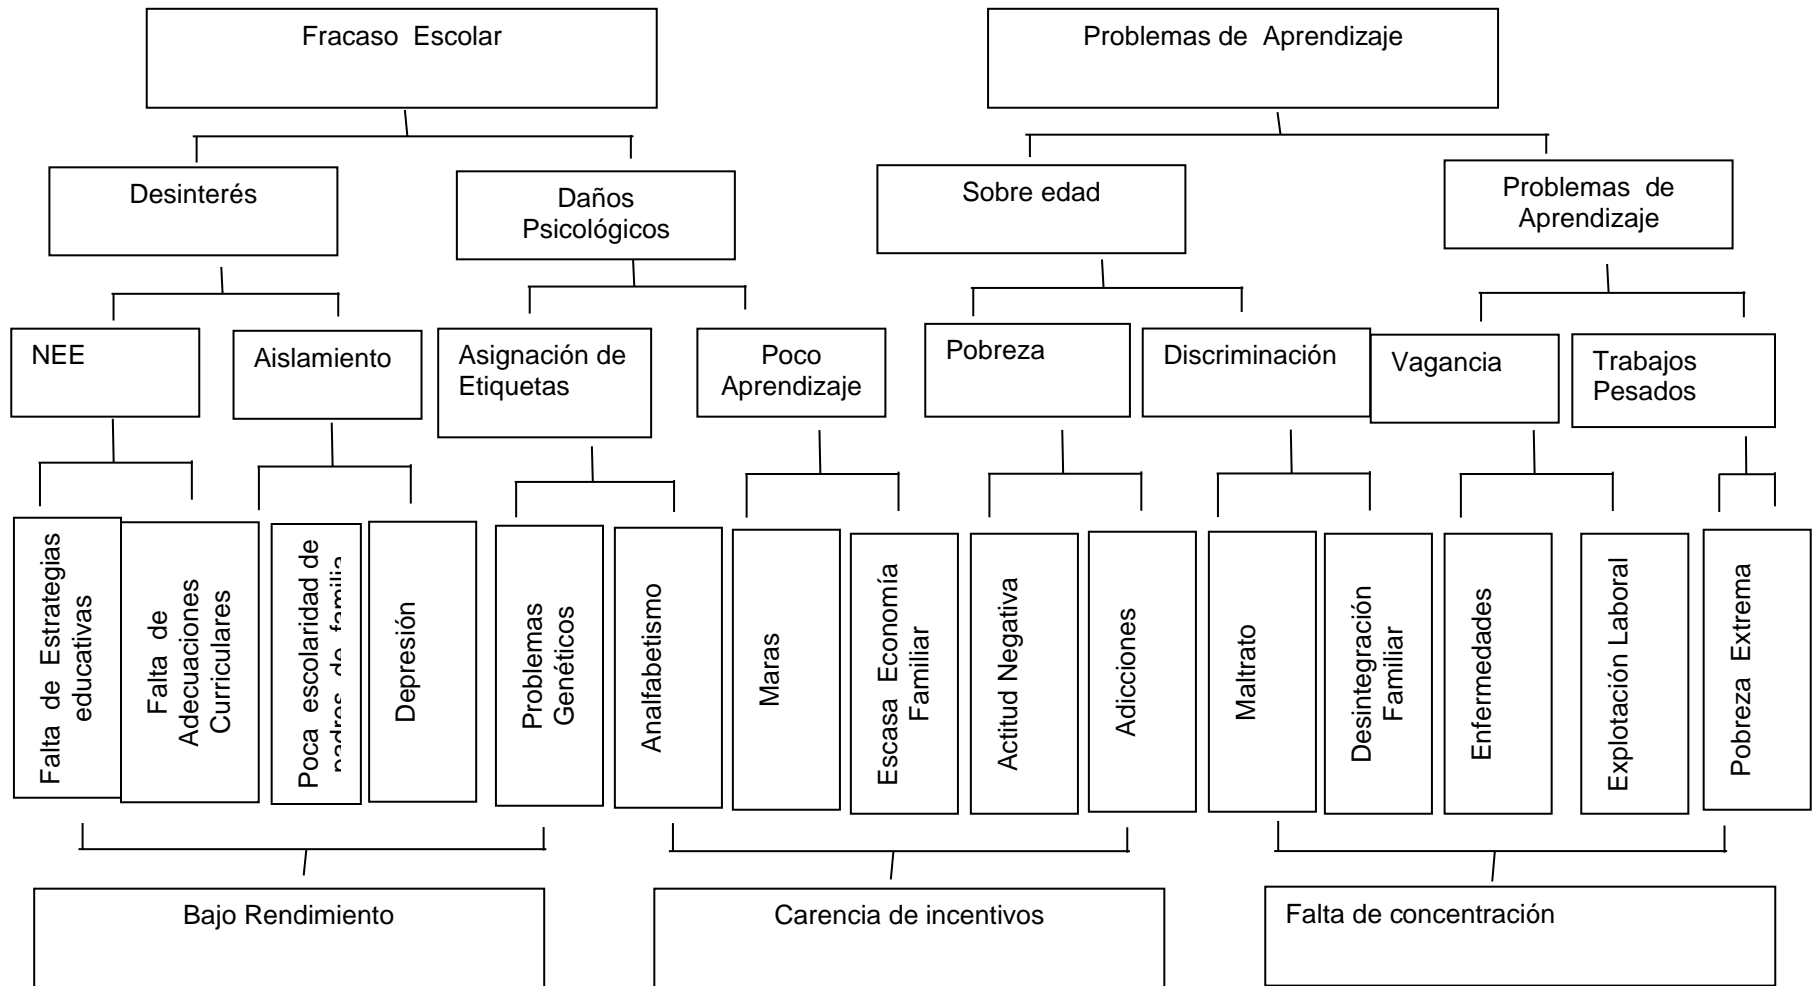 Fracaso Escolar
Problemas de Aprendizaje
Desinterés
Daños
Psicológicos
Sobre edad
Problemas de
Aprendizaje
NEE
Aislamiento
Asignación de
Etiquetas
Poco
Aprendizaje
Pobreza
Discriminación
Vagancia
Trabajos
Pesados
Falta de Estrategias
educativas
Falta de
Adecuaciones
Curriculares
Poca escolaridad de
padres de familia
Depresión
Problemas
Genéticos
Analfabetismo
Maras
Escasa Economía
Familiar
Actitud Negativa
Adicciones
Maltrato
Desintegración
Familiar
Enfermedades
Explotación Laboral
Pobreza Extrema
Bajo Rendimiento
Carencia de incentivos
Falta de concentración